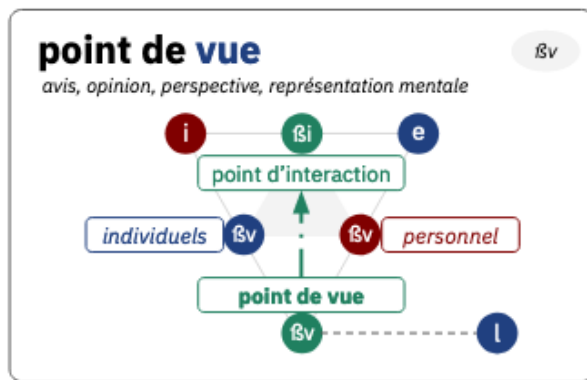 point de vue
ßv
avis, opinion, perspective, représentation mentale
i
ßi
e
point d'interaction
individuels
ßv
ßv
personnel
point de vue
ßv
l